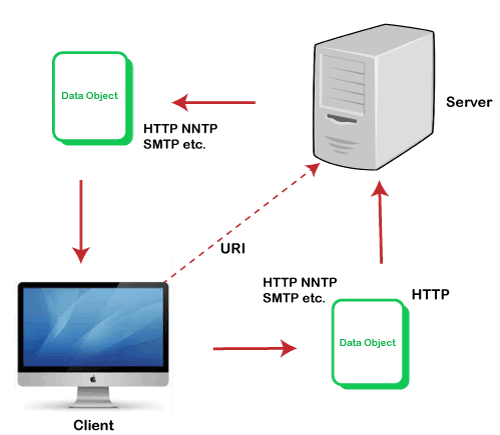 Data Object
Server
HTTP NNTP
SMTP etc.
URI
HTTP NNTP
SMTP etc.
HTTP
Data Object
Client